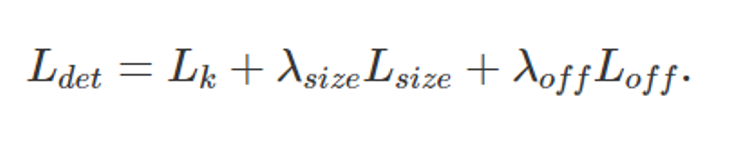 L_{det} = L_k + λ_{size}L_{size} + λ_{off}L_{off}.